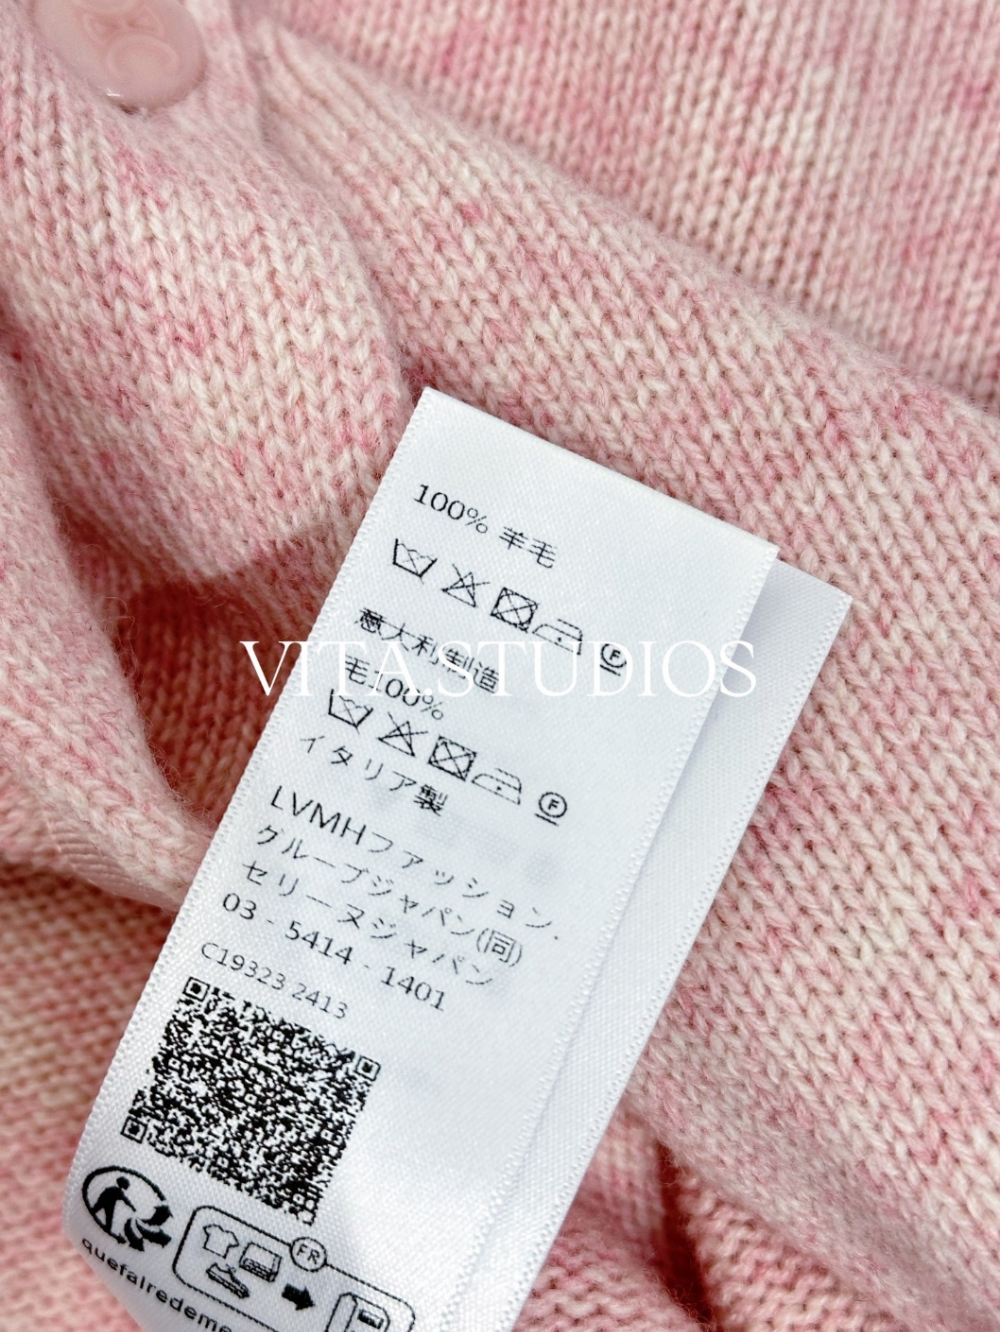 100% 羊毛
意大利制造
VITA.STUDIOS
毛100%
イタリア製
LVMHファッション.
グループジャパン(同)
セリーヌジャパン
03 - 5414 - 1401
C19323 2413
FR
quefairedeme